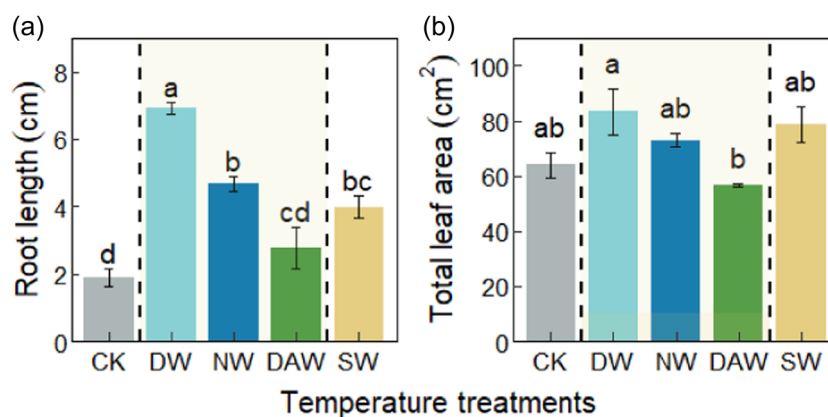 (a)
Root length (cm)
8
6
4
2
0
d
a
b
cd
bc
CK DW NW DAW SW
(b)
Total leaf area (cm²)
100
80
60
40
20
0
ab
a
ab
b
ab
CK DW NW DAW SW
Temperature treatments